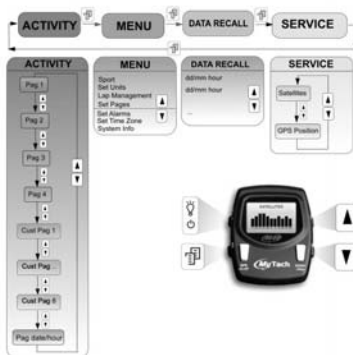 ACTIVITY
MENU
DATA RECALL
SERVICE
ACTIVITY
Pag 1
Pag 2
Pag 3
Pag 4
Cust Pag 1
Cust Pag...
Cust Pag 6
Pag date/hour
MENU
Sport
Set Units
Lap Management
Set Pages
Set Alarms
Set Time Zone
System Info
DATA RECALL
dd/mm hour
dd/mm hour
...
SERVICE
Satellites
GPS Position
SATELLITES
MyTach